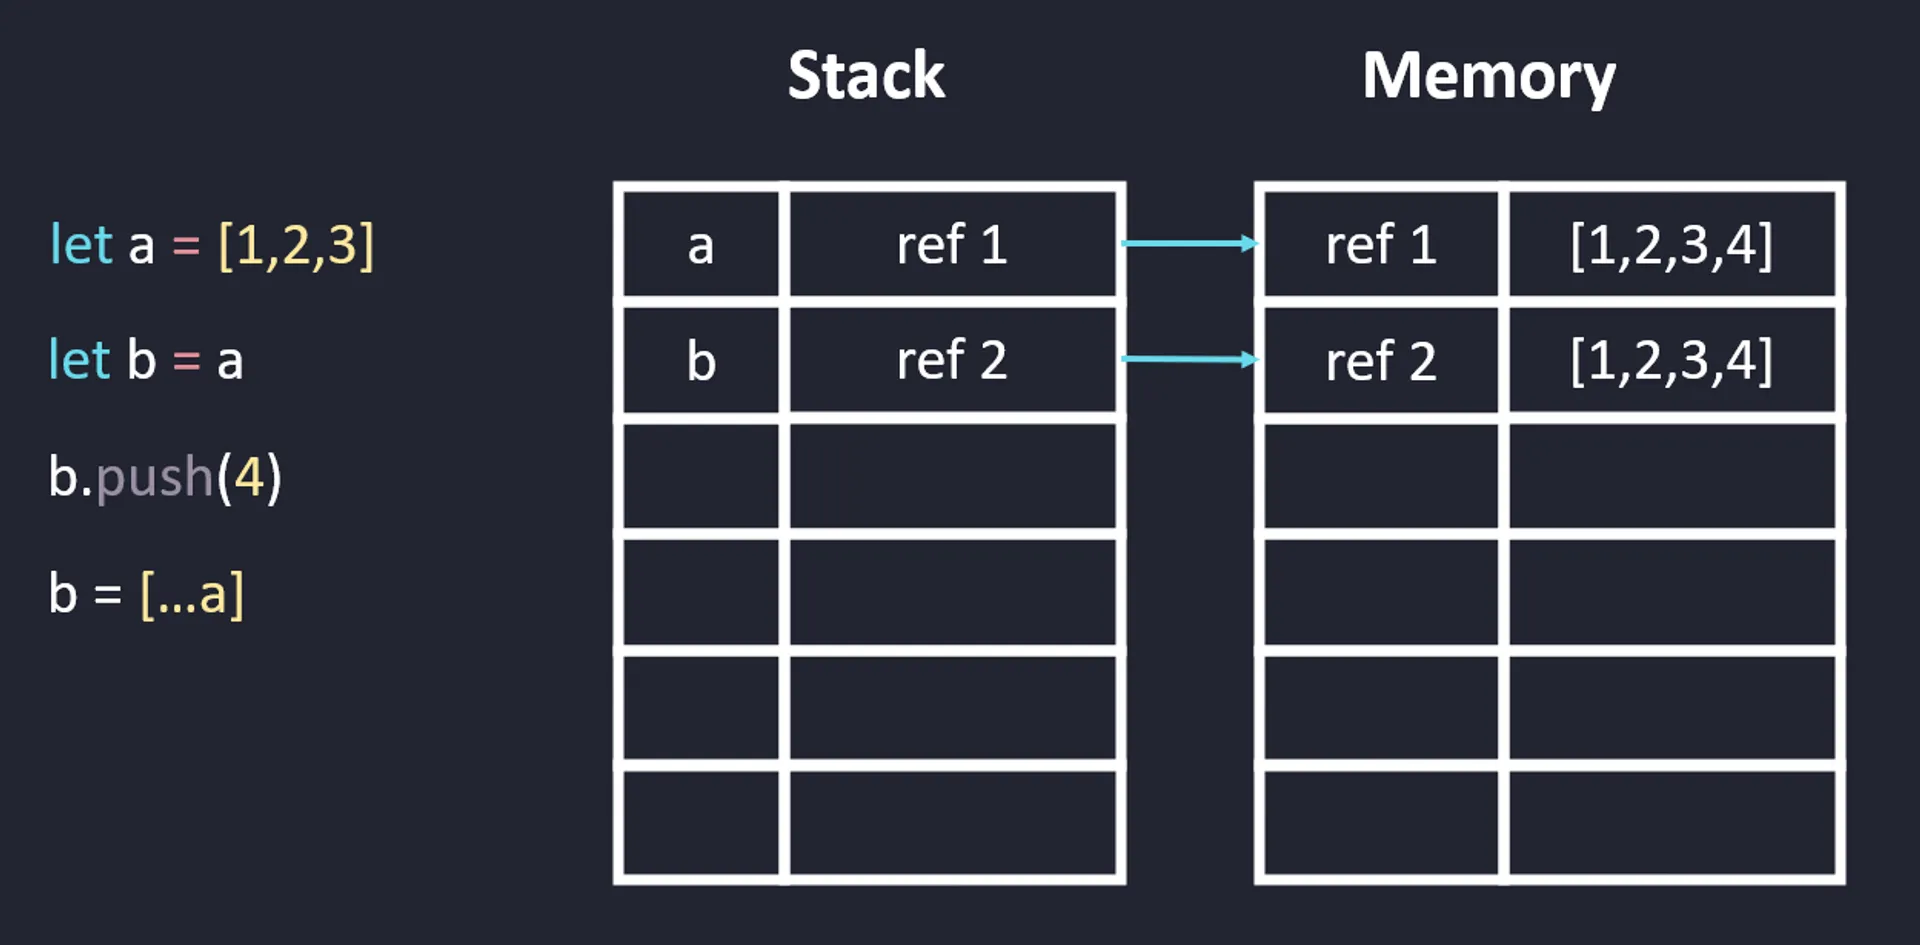 Stack Memory
let a = [1,2,3]
let b = a
b.push(4)
b = [...a]
a ref 1 ref 1 [1,2,3,4]
b ref 2 ref 2 [1,2,3,4]